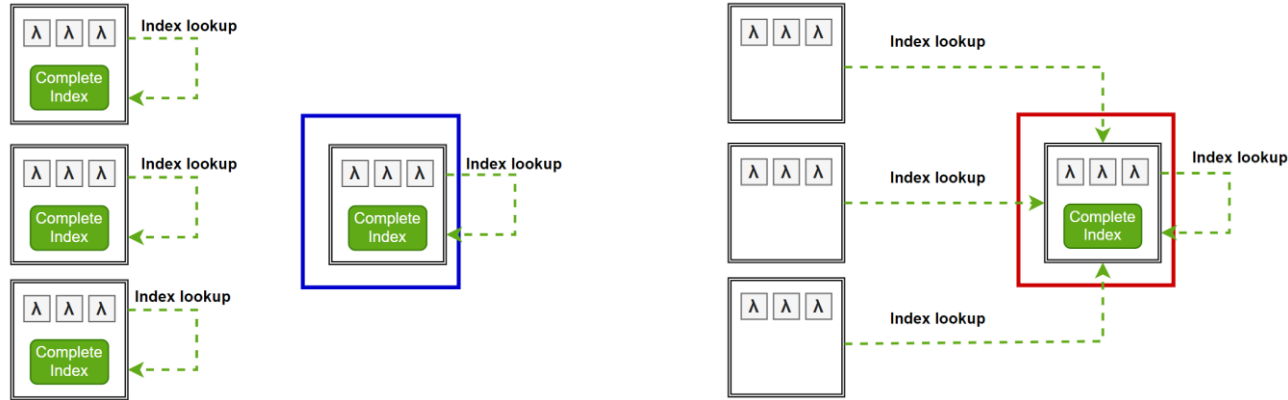 Index lookup
λ λ λ
Complete
Index
Index lookup
λ λ λ
Complete
Index
Index lookup
λ λ λ
Complete
Index
Index lookup
λ λ λ
Complete
Index
λ λ λ
Index lookup
λ λ λ
Index lookup
λ λ λ
Index lookup
Index lookup
λ λ λ
Complete
Index